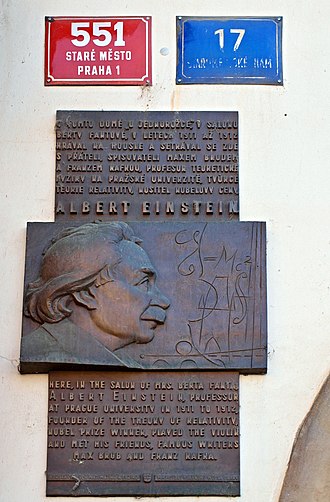 551
STARÉ MĚSTO
PRAHA 1
17
STAROMĚSTSKÉ NÁM
V TOMTO DOMĚ „U JEDNOROŽCE", V SALONU
BERTY FANTOVÉ, V LETECH 1911 AŽ 1912
HRÁVAL NA HOUSLE A SETKÁVAL SE ZDE
S PŘÁTELI, SPISOVATELI MAXEM BRODEM
A FRANZEM KAFKOU, PROFESOR TEORETICKÉ
FYZIKY NA PRAŽSKÉ UNIVERZITĚ, TVŮRCE
TEORIE RELATIVITY, NOSITEL NOBELOVY CENY,
ALBERT EINSTEIN
HERE, IN THE SALON OF MRS. BERTA FANTA,
ALBERT EINSTEIN, PROFESSOR
AT PRAGUE UNIVERSITY IN 1911 TO 1912,
FOUNDER OF THE THEORY OF RELATIVITY,
NOBEL PRIZE WINNER, PLAYED THE VIOLIN
AND MET HIS FRIENDS, FAMOUS WRITERS,
MAX BROD AND FRANZ KAFKA.